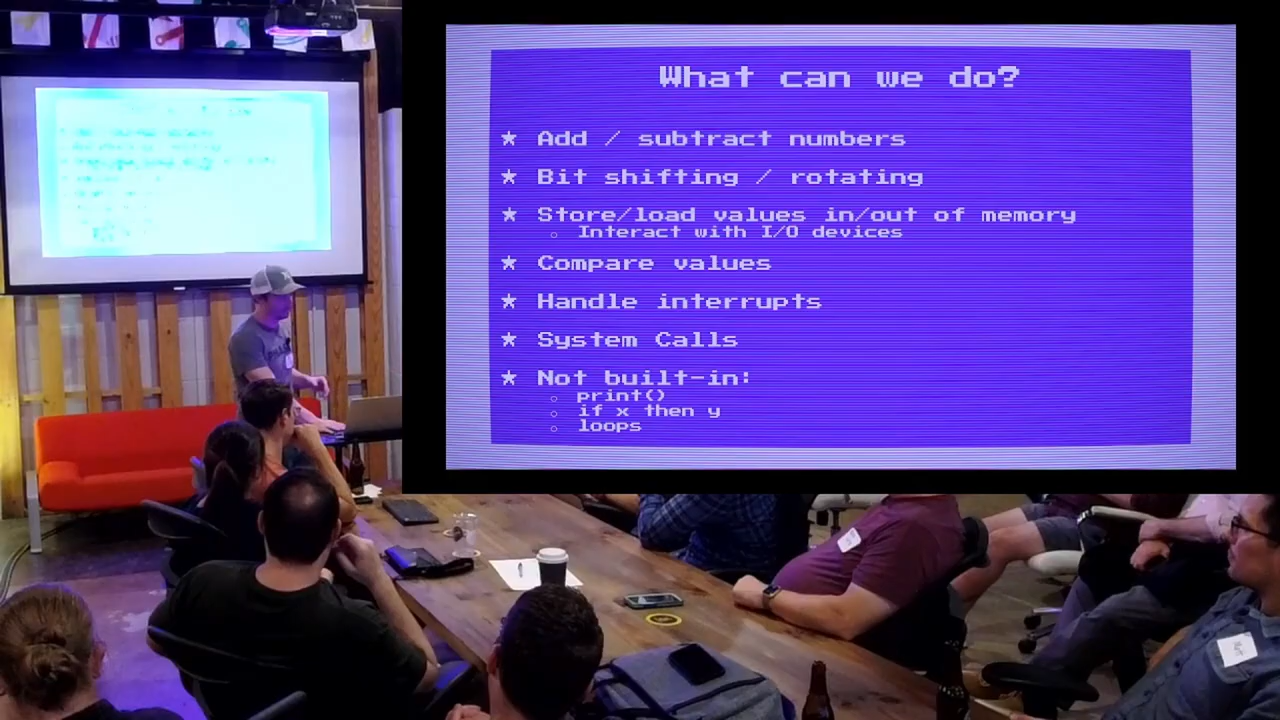 What can we do?
★ Add / subtract numbers
★ Bit shifting / rotating
★ Store/load values in/out of memory
○ Interact with I/O devices
★ Compare values
★ Handle interrupts
★ System Calls
★ Not built-in:
○ print()
○ if x then y
○ loops